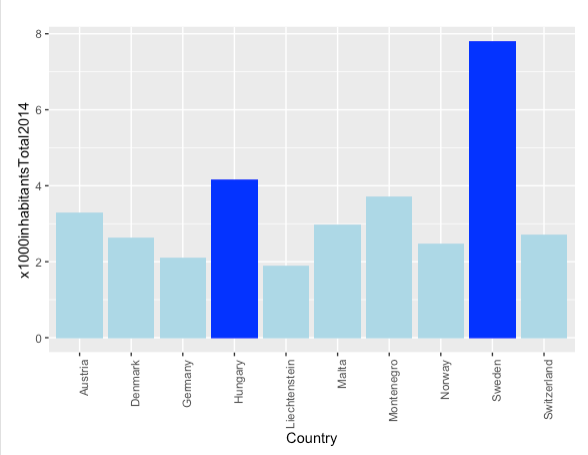 x1000inhabitantsTotal2014
8
6
4
2
0
Austria
Denmark
Germany
Hungary
Liechtenstein
Malta
Montenegro
Norway
Sweden
Switzerland
Country